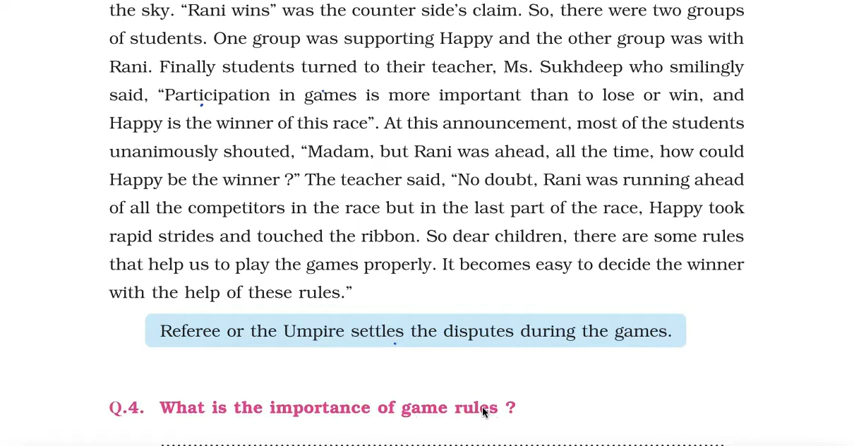 the sky. “Rani wins” was the counter side’s claim. So, there were two groups
of students. One group was supporting Happy and the other group was with
Rani. Finally students turned to their teacher, Ms. Sukhdeep who smilingly
said, “Participation in games is more important than to lose or win, and
Happy is the winner of this race”. At this announcement, most of the students
unanimously shouted, “Madam, but Rani was ahead, all the time, how could
Happy be the winner ?” The teacher said, “No doubt, Rani was running ahead
of all the competitors in the race but in the last part of the race, Happy took
rapid strides and touched the ribbon. So dear children, there are some rules
that help us to play the games properly. It becomes easy to decide the winner
with the help of these rules.”
Referee or the Umpire settles the disputes during the games.
Q.4. What is the importance of game rules ?